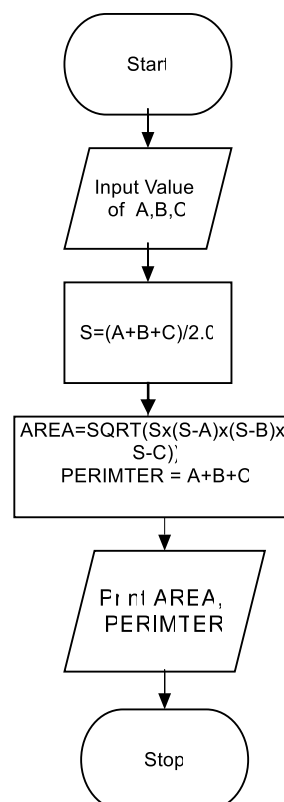 Start
Input Value
of A,B,C
S=(A+B+C)/2.0
AREA=SQRT(Sx(S-A)x(S-B)x
S-C))
PERIMTER = A+B+C
Print AREA,
PERIMTER
Stop